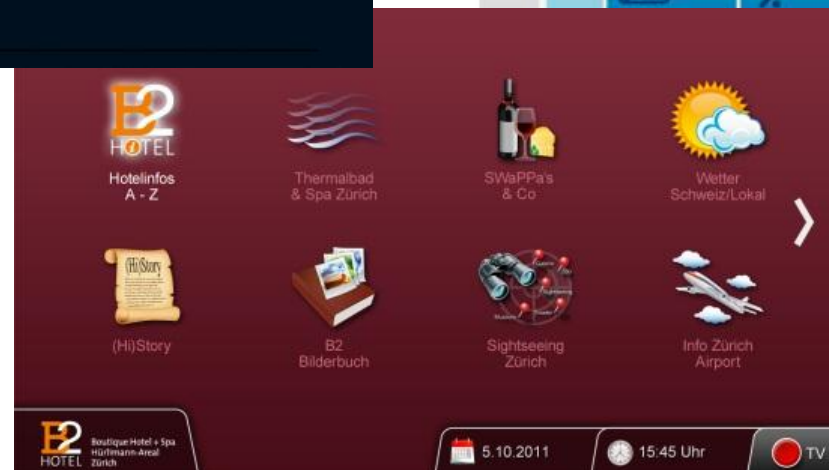 B2
HOTEL
Hotelinfos
A - Z
Thermalbad
& Spa Zürich
SWaPPa's
& Co
Wetter
Schweiz/Lokal
(Hi)Story
(Hi)Story
B2
Bilderbuch
Sightseeing
Zürich
Info Zürich
Airport
B2
HOTEL
Boutique Hotel + Spa
Hürlimann-Areal
Zürich
5.10.2011
15:45 Uhr
TV